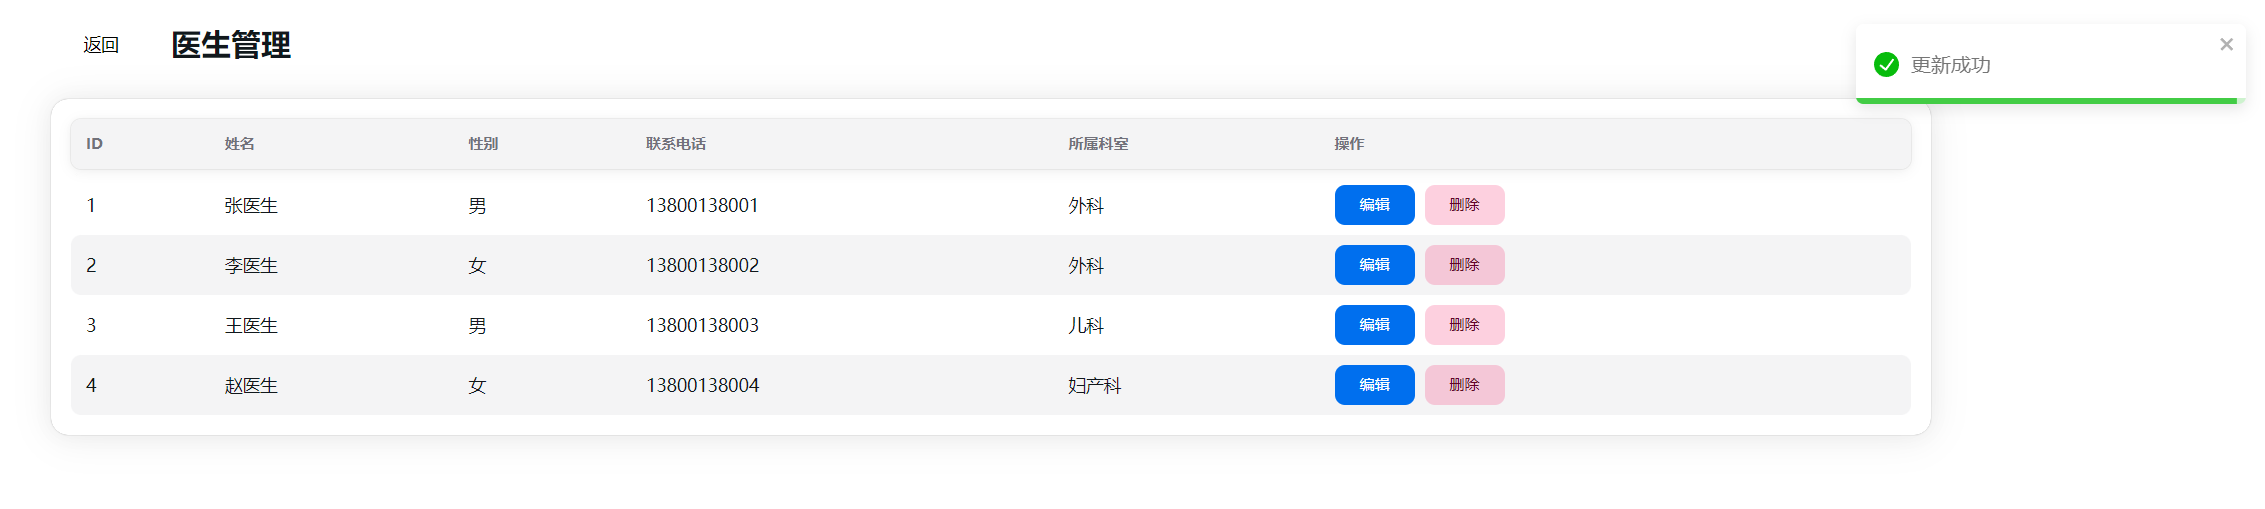 返回 医生管理
更新成功
ID 姓名 性别 联系电话 所属科室 操作
1 张医生 男 13800138001 外科 编辑 删除
2 李医生 女 13800138002 外科 编辑 删除
3 王医生 男 13800138003 儿科 编辑 删除
4 赵医生 女 13800138004 妇产科 编辑 删除